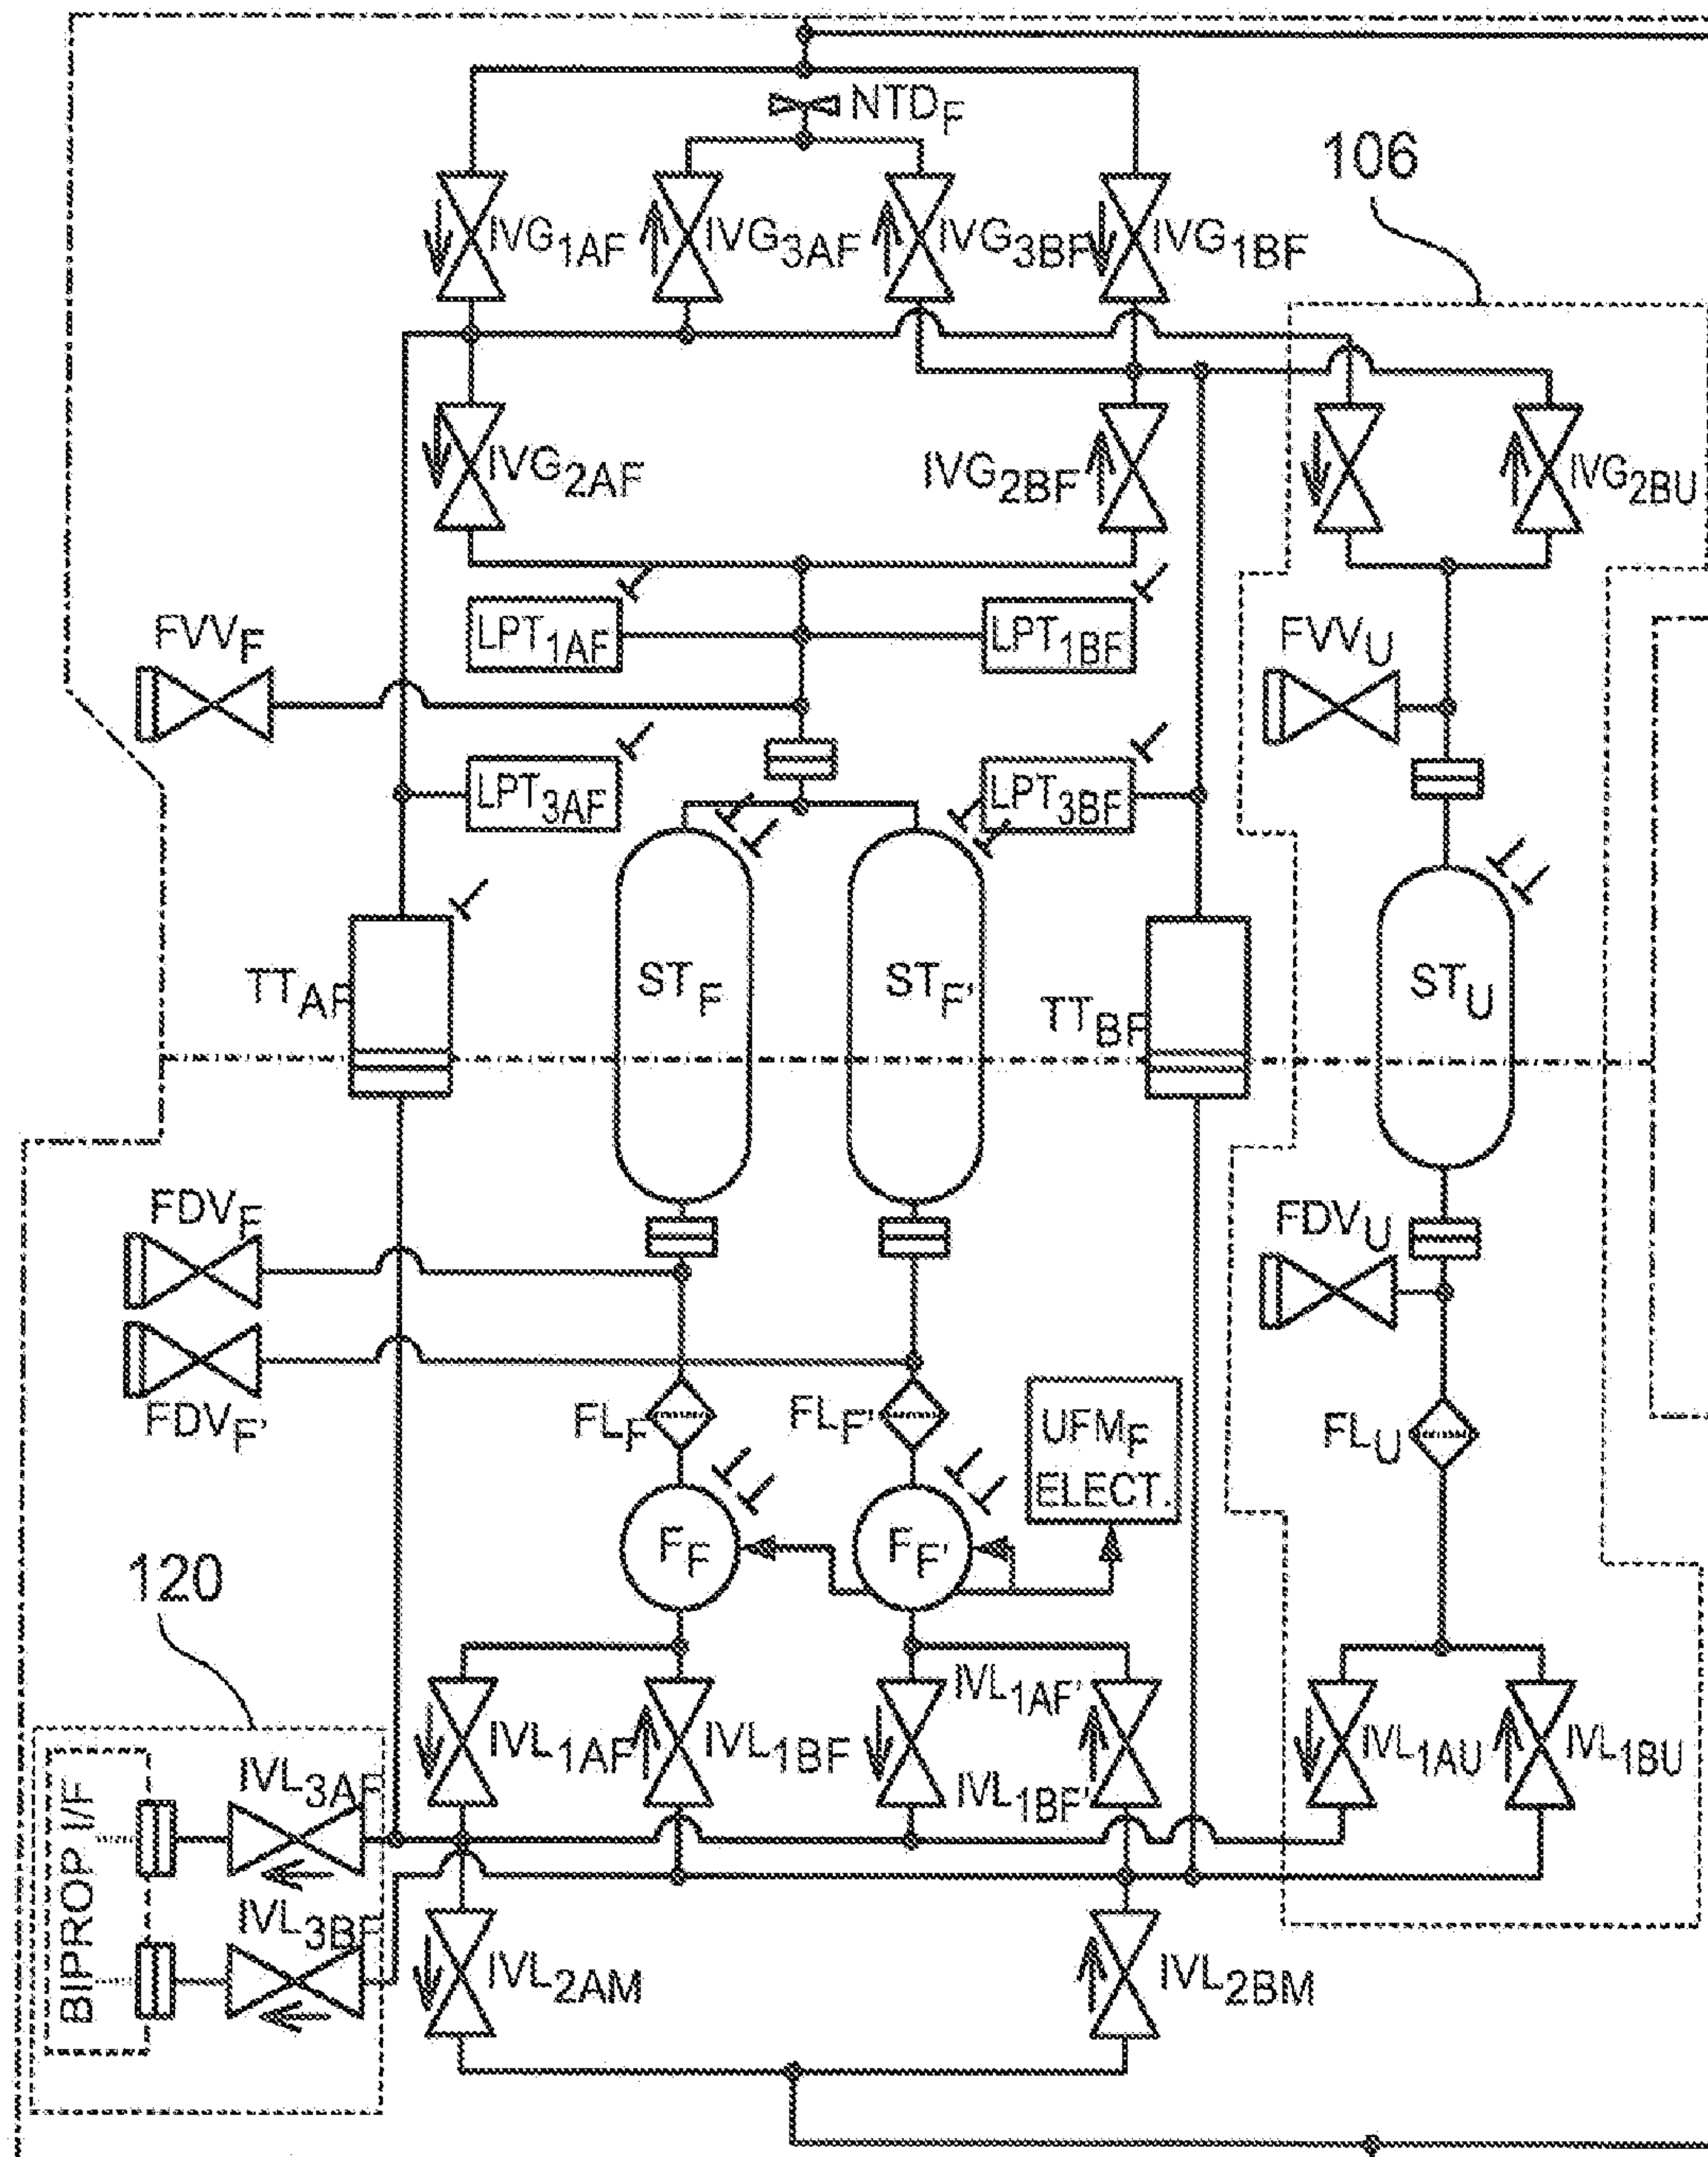 NTDF
106
IVG1AF
IVG3AF
IVG3BF
IVG1BF
IVG2AF
IVG2BF
IVG2BU
LPT1AF
LPT1BF
FVVF
FVVU
LPT3AF
LPT3BF
TTAF
STF
STF'
TTBF
STU
FDVF
FDVU
FDVF'
FLF
FLF'
UFMF
ELECT.
FLU
FF
FF'
120
IVL1AF
IVL1BF
IVL1AF'
IVL1BF'
IVL1AU
IVL1BU
BIPROP I/F
IVL3AF
IVL3BF
IVL2AM
IVL2BM